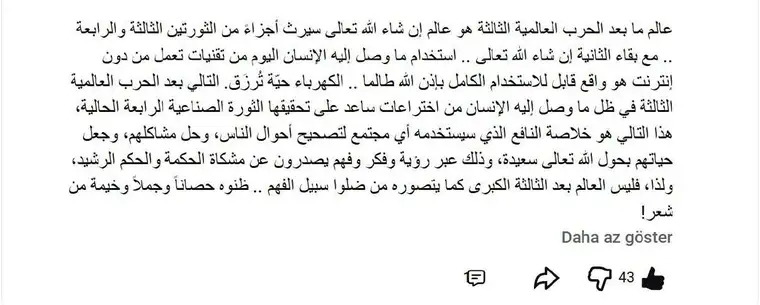 عالم ما بعد الحرب العالمية الثالثة هو عالم إن شاء الله تعالى سيرث أجزاءً من الثورتين الثالثة والرابعة
.. مع بقاء الثانية إن شاء الله تعالى .. استخدام ما وصل إليه الإنسان اليوم من تقنيات تعمل من دون
إنترنت هو واقع قابل للاستخدام الكامل بإذن الله طالما .. الكهرباء حيّة تُرزَق. التالي بعد الحرب العالمية
الثالثة في ظل ما وصل إليه الإنسان من اختراعات ساعد على تحقيقها الثورة الصناعية الرابعة الحالية،
هذا التالي هو خلاصة النافع الذي سيستخدمه أي مجتمع لتصحيح أحوال الناس، وحل مشاكلهم، وجعل
حياتهم بحول الله تعالى سعيدة، وذلك عبر رؤية وفكر وفهم يصدرون عن مشكاة الحكمة والحكم الرشيد،
ولذا، فليس العالم بعد الثالثة الكبرى كما يتصوره من ضلوا سبيل الفهم .. ظنوه حصاناً وجملاً وخيمة من
شعر!
Daha az göster
43
1